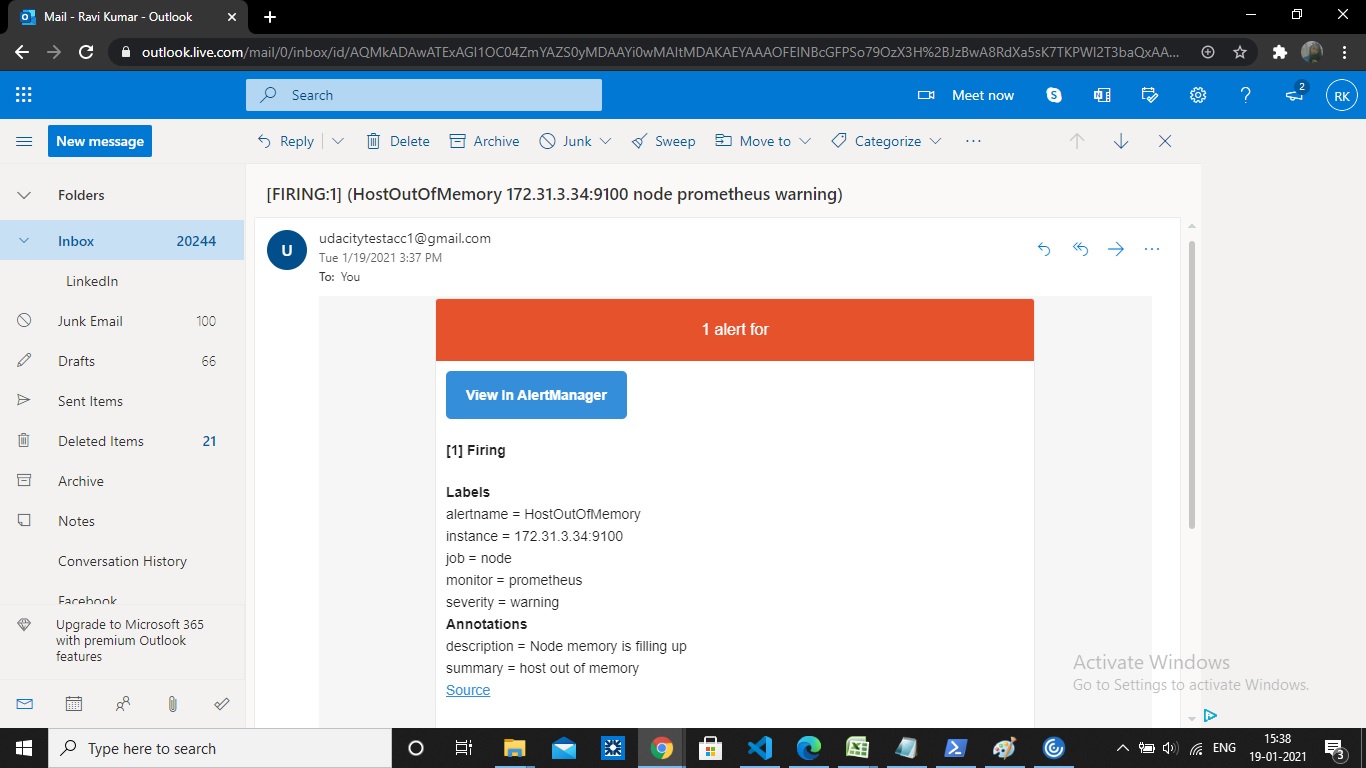 Mail - Ravi Kumar - Outlook
outlook.live.com/mail/0/inbox/id/AQMkADAwATExAGI1OC04ZmYAZS0yMDAAYi0wMAItMDAKAEYAAAOFEINBcGFPSo79OzX3H%2BJzBwA8RdXa5sK7TKPWI2T3baQxAA...
Search
Meet now
2
RK
New message
Reply
Delete
Archive
Junk
Sweep
Move to
Categorize
Folders
[FIRING:1] (HostOutOfMemory 172.31.3.34:9100 node prometheus warning)
Inbox 20244
LinkedIn
Junk Email 100
Drafts 66
Sent Items
Deleted Items 21
Archive
Notes
Conversation History
Facebook
Upgrade to Microsoft 365
with premium Outlook
features
U
udacitytestacc1@gmail.com
Tue 1/19/2021 3:37 PM
To: You
1 alert for
View in AlertManager
[1] Firing
Labels
alertname = HostOutOfMemory
instance = 172.31.3.34:9100
job = node
monitor = prometheus
severity = warning
Annotations
description = Node memory is filling up
summary = host out of memory
Source
Activate Windows
Go to Settings to activate Windows.
Type here to search
ENG
15:38
19-01-2021
3